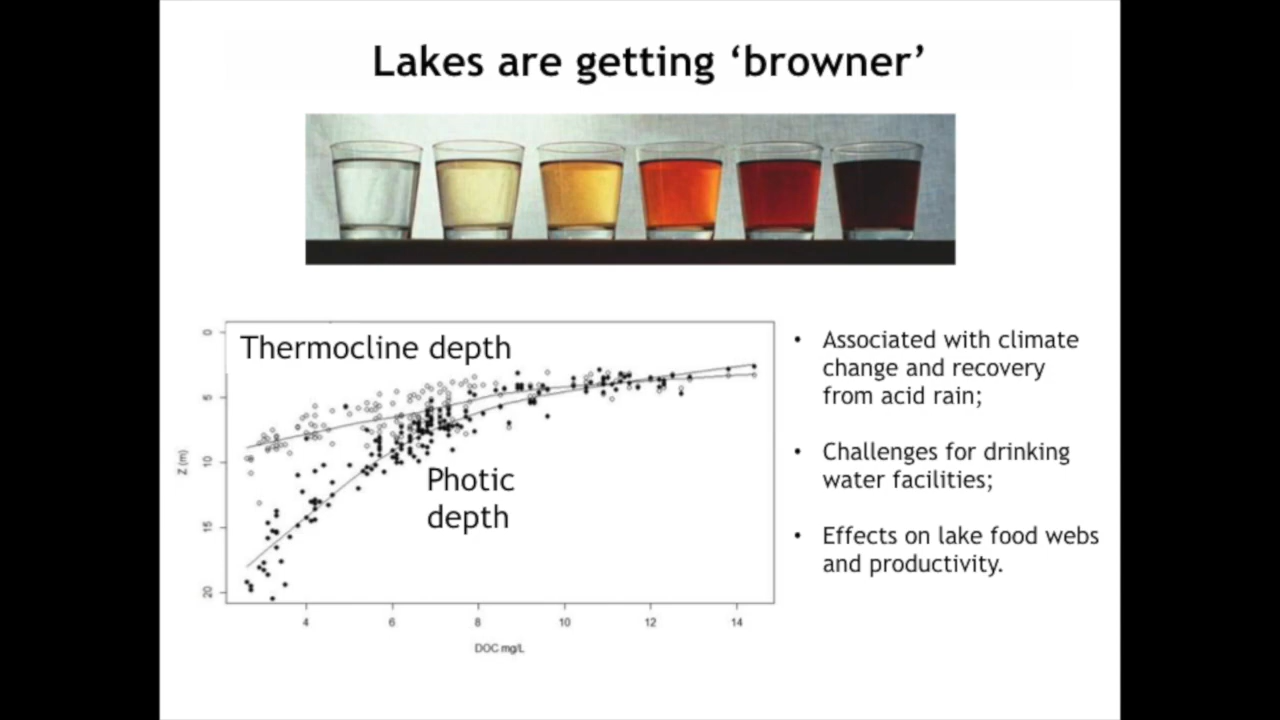 Lakes are getting ‘browner’
Thermocline depth
Photic
depth
0
5
10
15
20
Z (m)
4 6 8 10 12 14
DOC mg/L
• Associated with climate
change and recovery
from acid rain;
• Challenges for drinking
water facilities;
• Effects on lake food webs
and productivity.